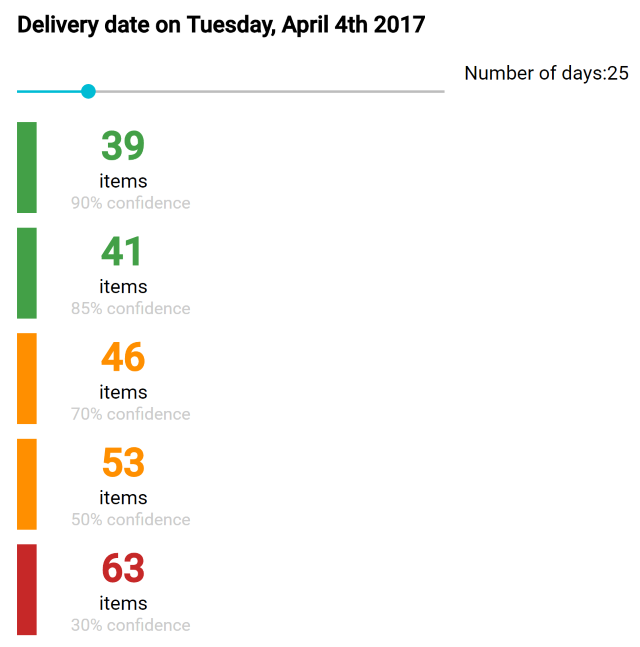 Delivery date on Tuesday, April 4th 2017
Number of days:25
39
items
90% confidence
41
items
85% confidence
46
items
70% confidence
53
items
50% confidence
63
items
30% confidence